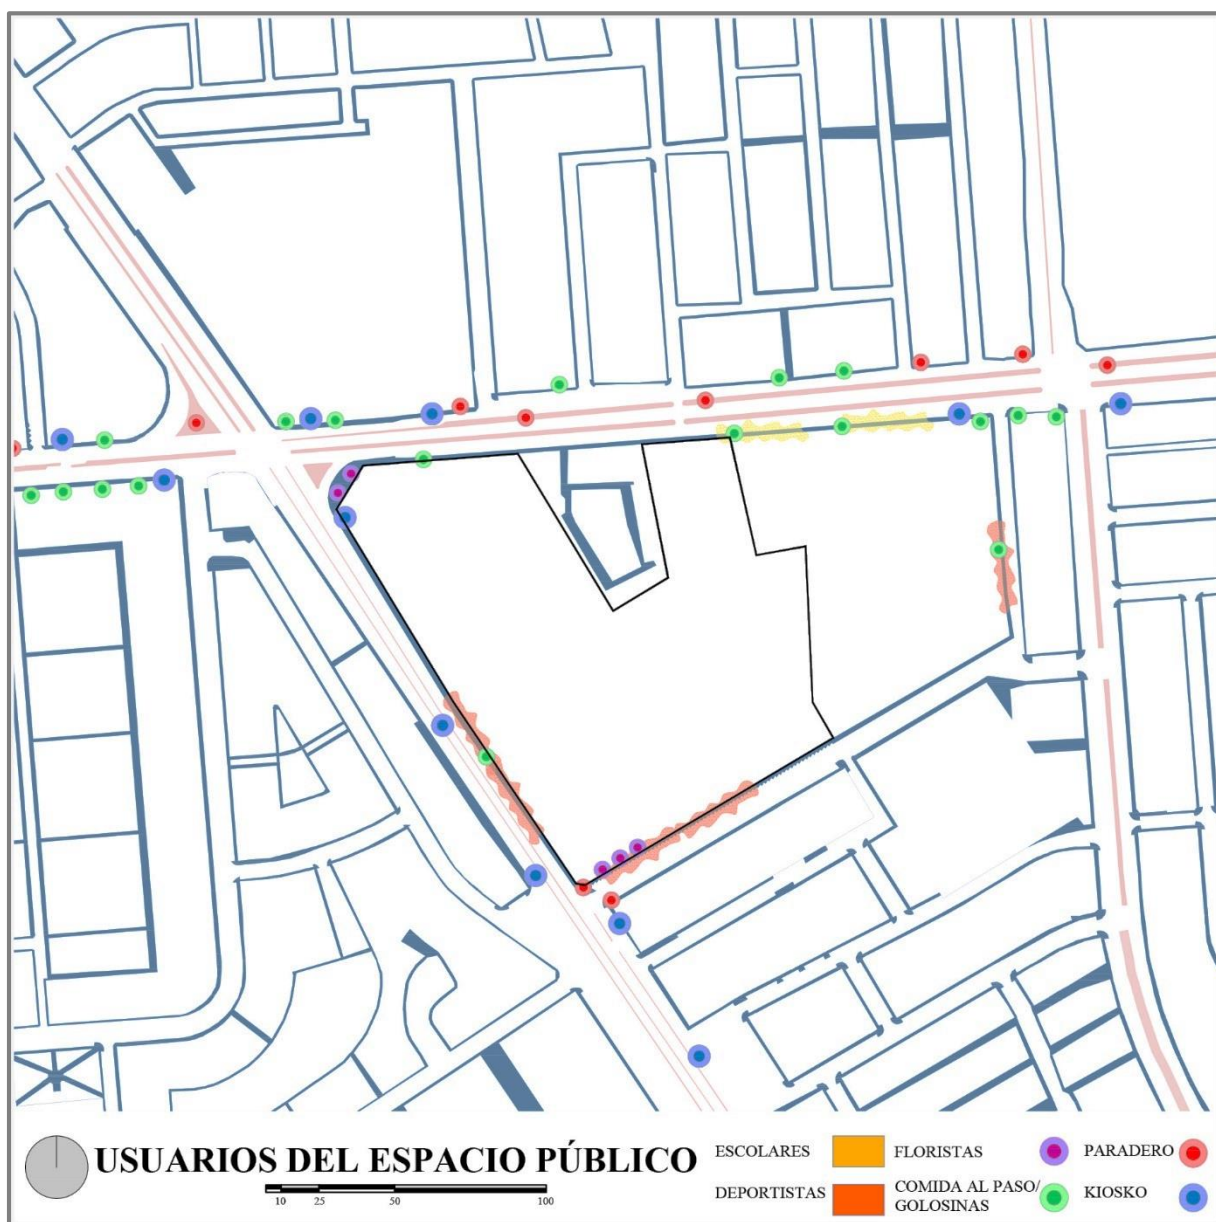 USUARIOS DEL ESPACIO PÚBLICO
10 25 50 100
ESCOLARES
DEPORTISTAS
FLORISTAS
COMIDA AL PASO/
GOLOSINAS
PARADERO
KIOSKO